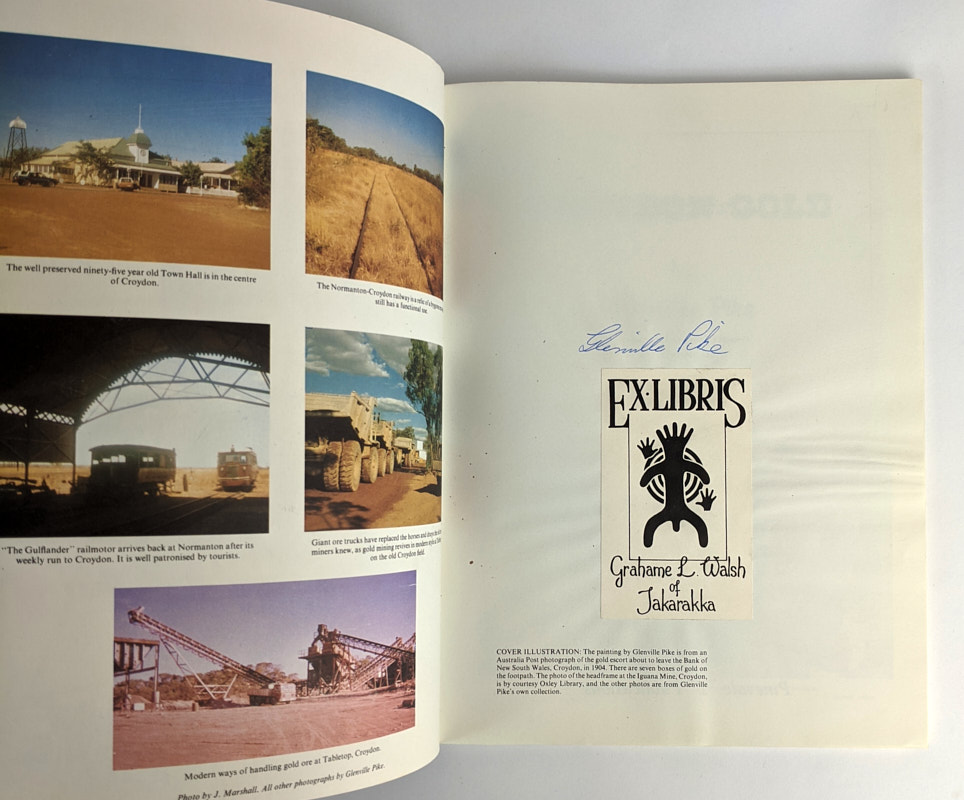 The well preserved ninety-five year old Town Hall is in the centre
of Croydon.
The Normanton-Croydon railway is a relic of a bygone
still has a functional use.
"The Gulflander" railmotor arrives back at Normanton after its
weekly run to Croydon. It is well patronised by tourists.
Giant ore trucks have replaced the horses and drays the
miners knew, as gold mining revives in modern style at
on the old Croydon field.
Modern ways of handling gold ore at Tabletop, Croydon.
Photo by J. Marshall. All other photographs by Glenville Pike.
Glenville Pike
EX·LIBRIS
Grahame L. Walsh
of
Jakarakka
COVER ILLUSTRATION: The painting by Glenville Pike is from an
Australia Post photograph of the gold escort about to leave the Bank of
New South Wales, Croydon, in 1904. There are seven boxes of gold on
the footpath. The photo of the headframe at the Iguana Mine, Croydon,
is by courtesy Oxley Library, and the other photos are from Glenville
Pike's own collection.